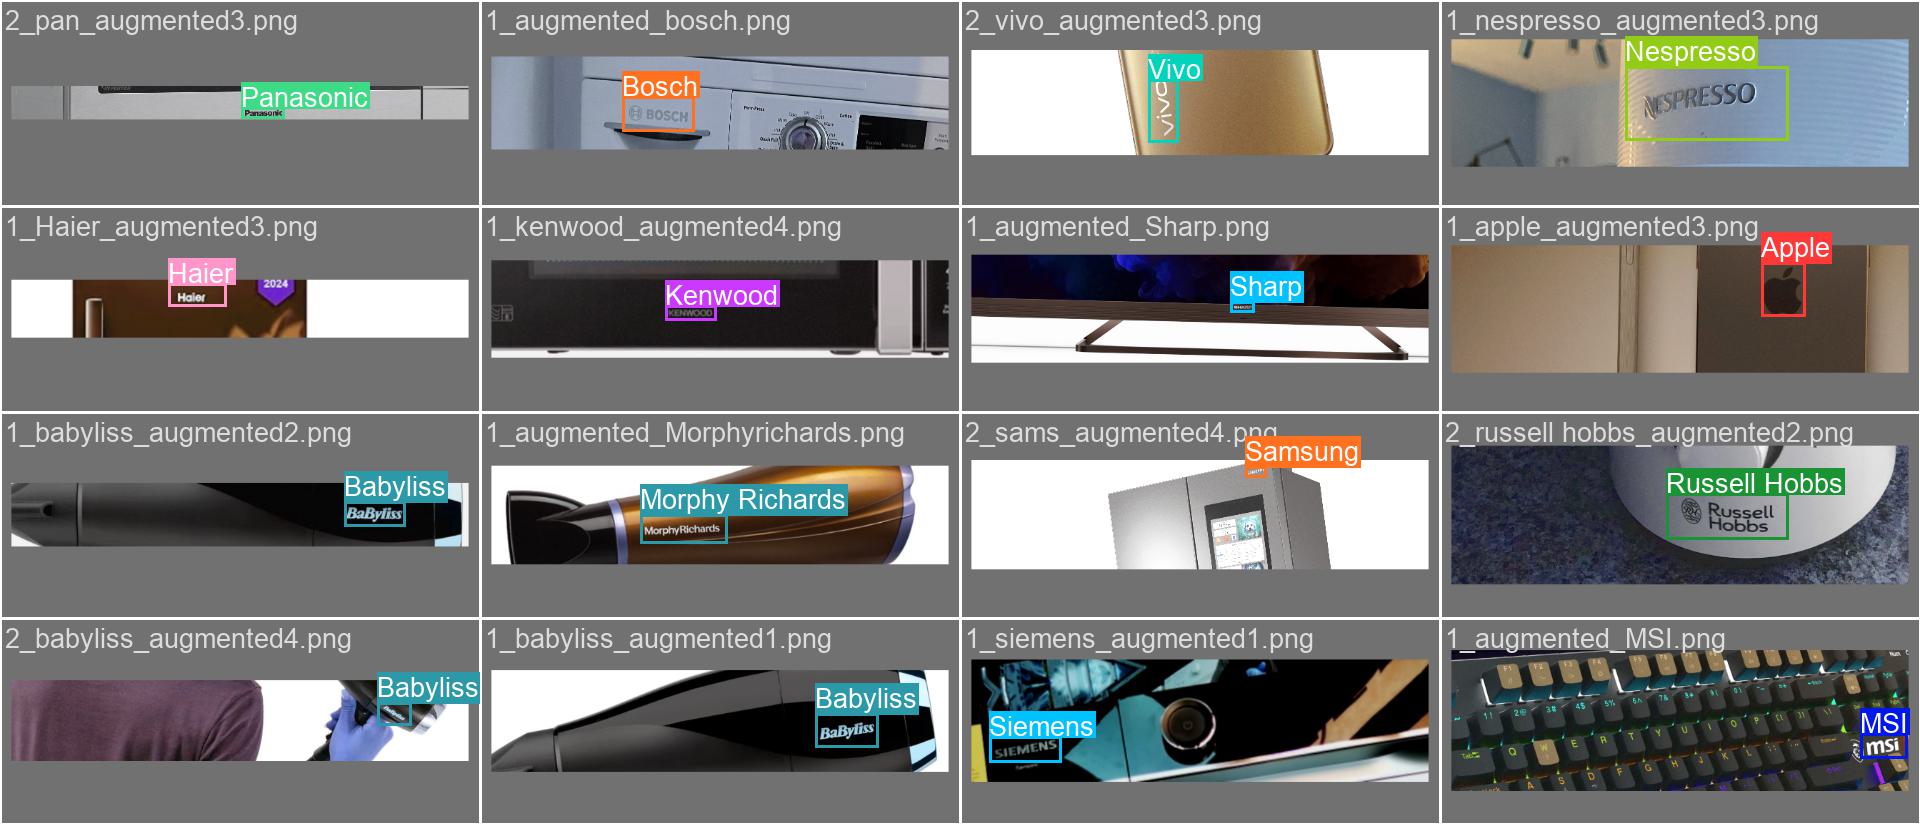 2_pan_augmented3.png
Panasonic
Panasonic
1_augmented_bosch.png
Bosch
BOSCH
2_vivo_augmented3.png
Vivo
vivo
1_nespresso_augmented3.png
Nespresso
NESPRESSO
1_Haier_augmented3.png
Haier
Haier
2024
1_kenwood_augmented4.png
Kenwood
KENWOOD
1_augmented_Sharp.png
Sharp
1_apple_augmented3.png
Apple
1_babyliss_augmented2.png
Babyliss
BaByliss
1_augmented_Morphyrichards.png
Morphy Richards
MorphyRichards
2_sams_augmented4.png
Samsung
2_russell hobbs_augmented2.png
Russell Hobbs
Russell
Hobbs
2_babyliss_augmented4.png
Babyliss
1_babyliss_augmented1.png
Babyliss
BaByliss
1_siemens_augmented1.png
Siemens
SIEMENS
1_augmented_MSI.png
MSI
msi